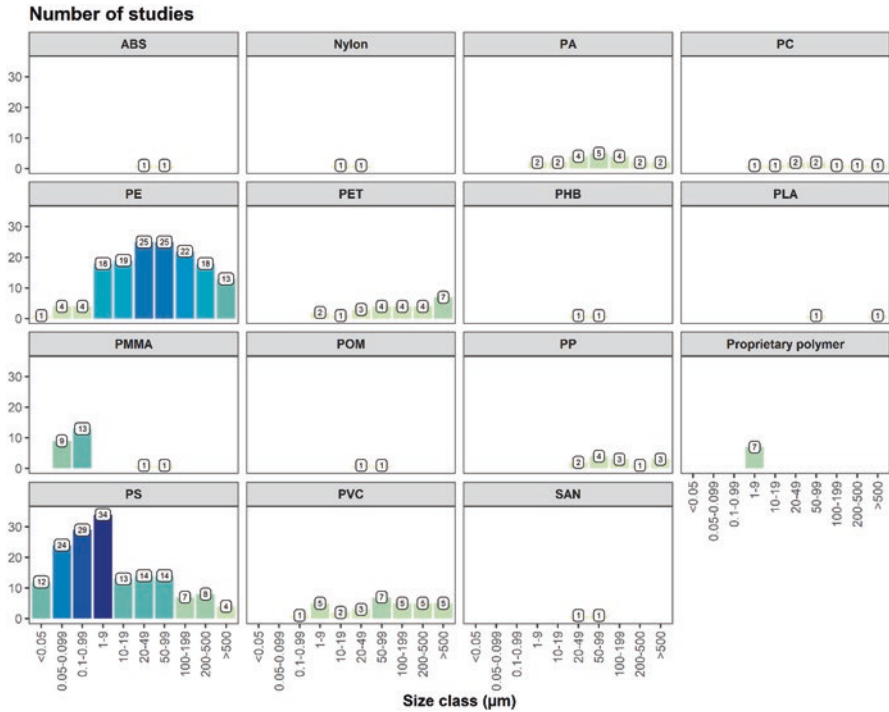 Number of studies
ABS
Nylon
PA
PC
30
20
10
0
1 1
1 1
2 2 4 5 4 2 2
1 1 2 2 1 1 1
PE
PET
PHB
PLA
30
20
10
0
1 4 4 18 19 25 25 22 18 13
2 1 3 4 4 4 7
1 1
1 1
PMMA
POM
PP
Proprietary polymer
30
20
10
0
9 13 1 1
1 1
2 4 3 1 3
7
<0.05
0.05-0.099
0.1-0.99
1-9
10-19
20-49
50-99
100-199
200-500
>500
PS
PVC
SAN
30
20
10
0
12 24 29 34 13 14 14 7 8 4
1 5 2 3 7 5 5 5
1 1
<0.05
0.05-0.099
0.1-0.99
1-9
10-19
20-49
50-99
100-199
200-500
>500
<0.05
0.05-0.099
0.1-0.99
1-9
10-19
20-49
50-99
100-199
200-500
>500
<0.05
0.05-0.099
0.1-0.99
1-9
10-19
20-49
50-99
100-199
200-500
>500
Size class (µm)